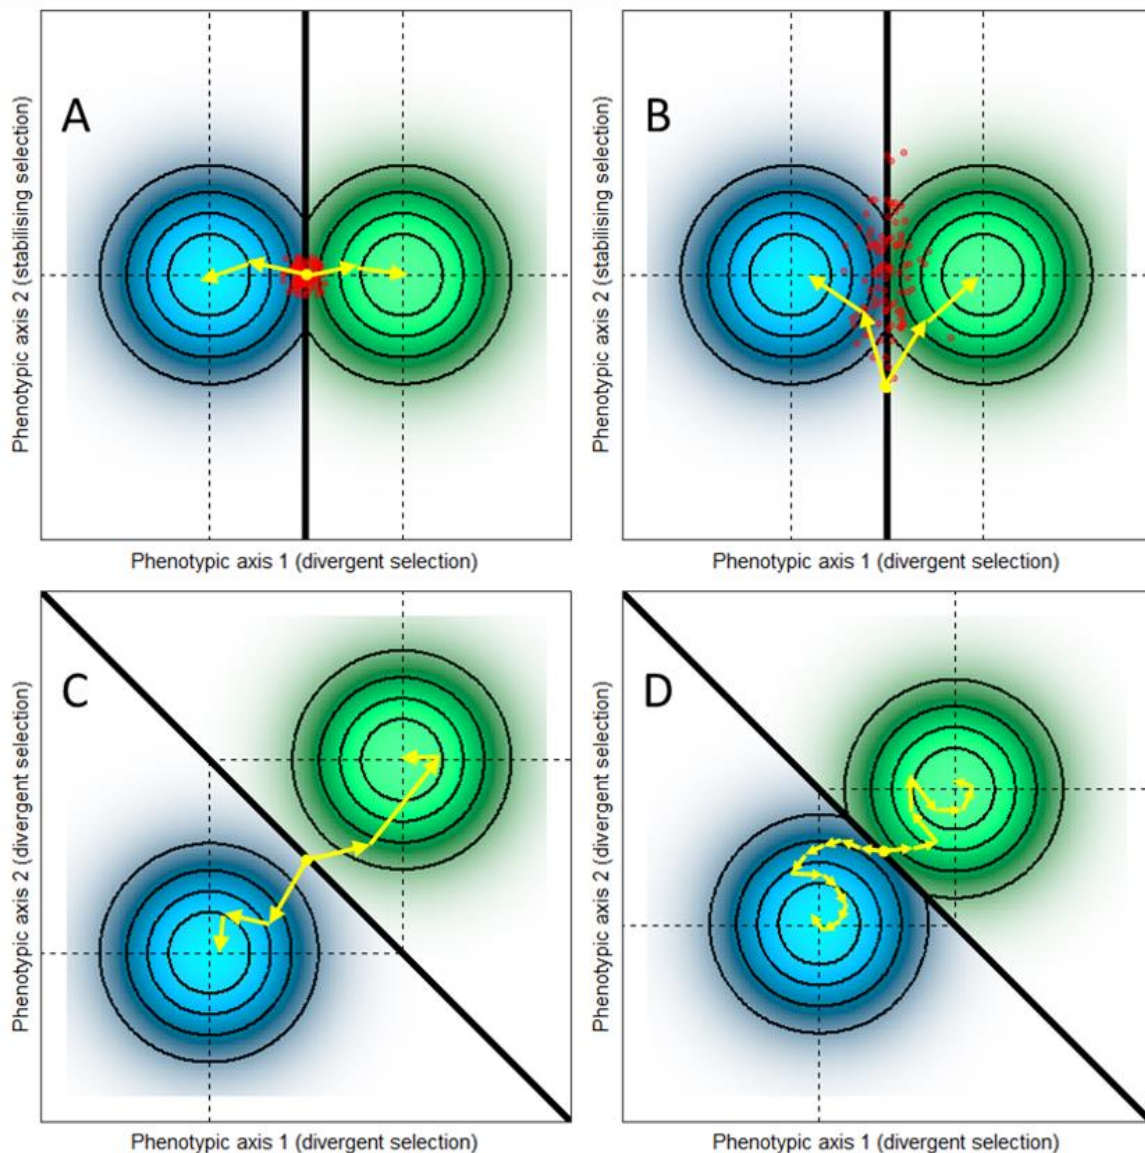 A
B
Phenotypic axis 2 (stabilising selection)
Phenotypic axis 2 (stabilising selection)
Phenotypic axis 1 (divergent selection)
Phenotypic axis 1 (divergent selection)
C
D
Phenotypic axis 2 (divergent selection)
Phenotypic axis 2 (divergent selection)
Phenotypic axis 1 (divergent selection)
Phenotypic axis 1 (divergent selection)